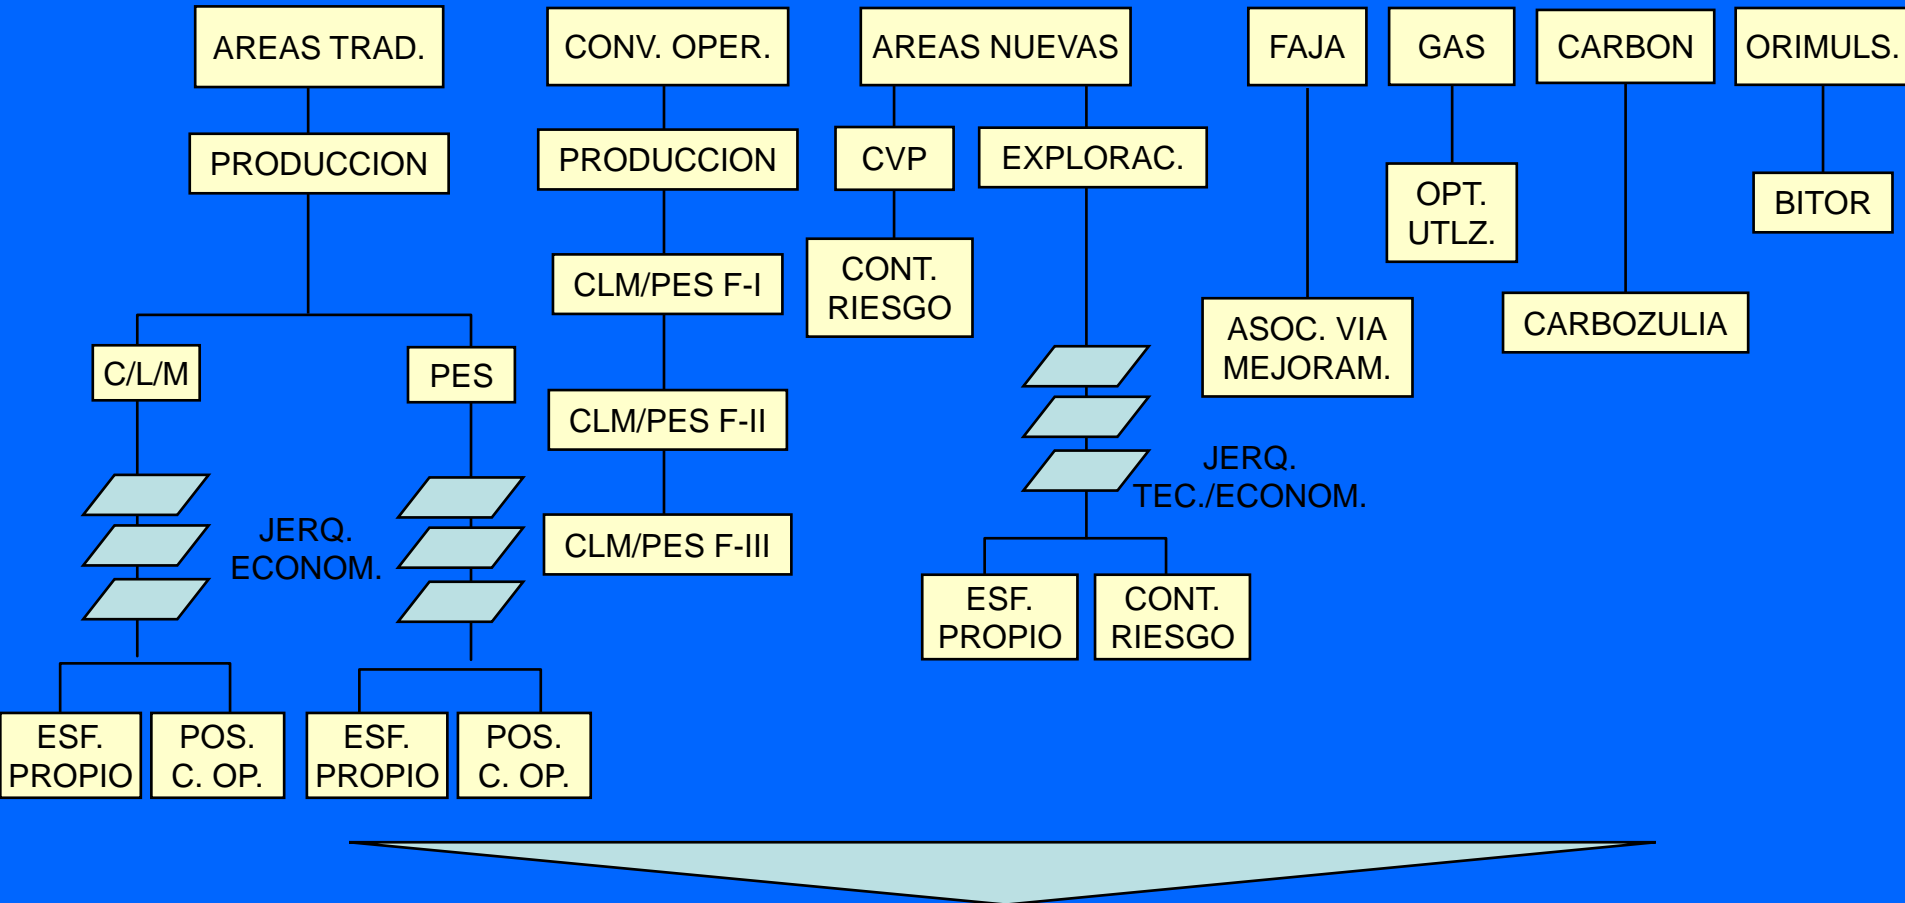 AREAS TRAD.
CONV. OPER.
AREAS NUEVAS
FAJA
GAS
CARBON
ORIMULS.
PRODUCCION
PRODUCCION
CVP
EXPLORAC.
OPT.
UTLZ.
BITOR
CLM/PES F-I
CONT.
RIESGO
ASOC. VIA
MEJORAM.
CARBOZULIA
C/L/M
PES
CLM/PES F-II
JERQ.
TEC./ECONOM.
JERQ.
ECONOM.
CLM/PES F-III
ESF.
PROPIO
CONT.
RIESGO
ESF.
PROPIO
POS.
C. OP.
ESF.
PROPIO
POS.
C. OP.